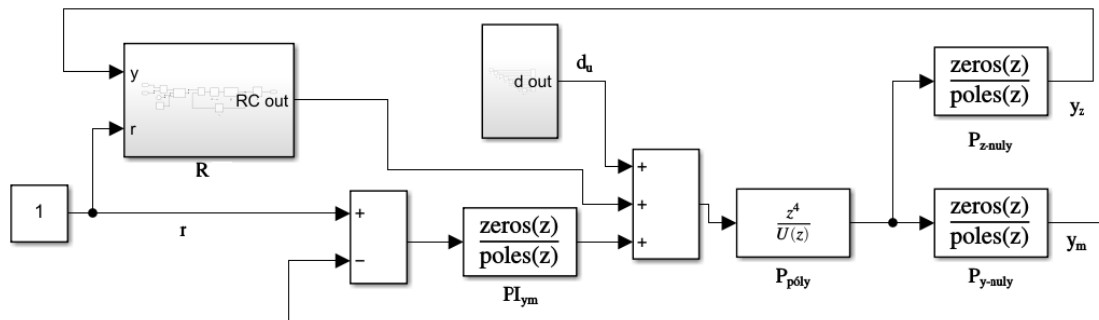 y
r
RC out
R
d out
d_u
zeros(z)
poles(z)
P_z-nuly
y_z
1
r
+
−
zeros(z)
poles(z)
PI_ym
+
+
+
z^4
U(z)
P_póly
zeros(z)
poles(z)
P_y-nuly
y_m